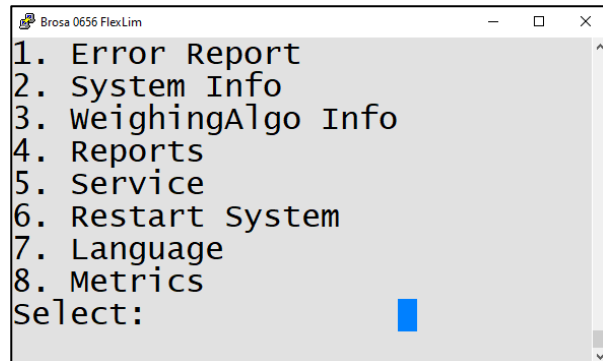 Brosa 0656 FlexLim
1. Error Report
2. System Info
3. WeighingAlgo Info
4. Reports
5. Service
6. Restart System
7. Language
8. Metrics
Select: